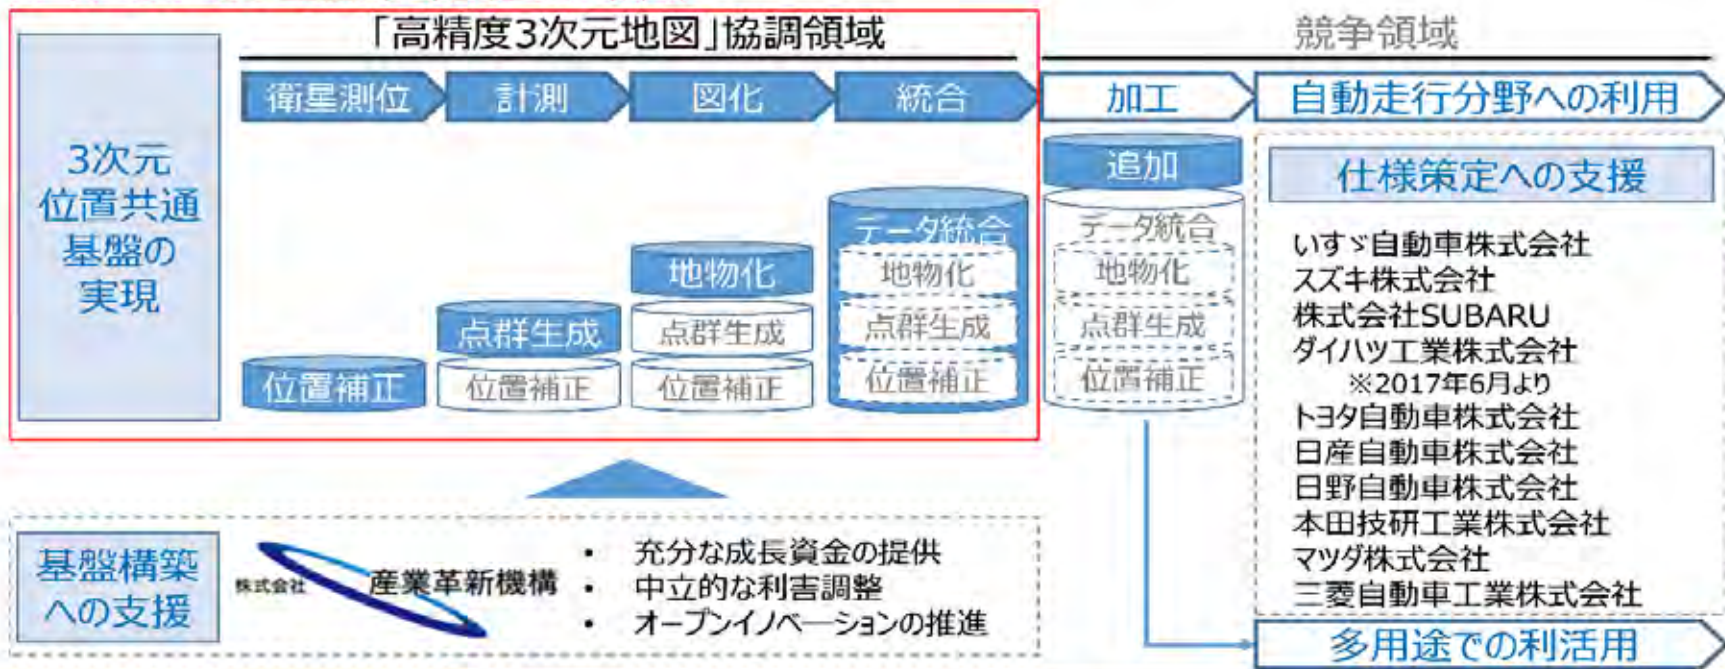 「高精度3次元地図」協調領域
競争領域
3次元
位置共通
基盤の
実現
衛星測位
計測
図化
統合
加工
自動走行分野への利用
位置補正
点群生成
位置補正
地物化
点群生成
位置補正
データ統合
地物化
点群生成
位置補正
追加
データ統合
地物化
点群生成
位置補正
仕様策定への支援
いすゞ自動車株式会社
スズキ株式会社
株式会社SUBARU
ダイハツ工業株式会社
※2017年6月より
トヨタ自動車株式会社
日産自動車株式会社
日野自動車株式会社
本田技研工業株式会社
マツダ株式会社
三菱自動車工業株式会社
多用途での利活用
基盤構築
への支援
株式会社 産業革新機構
• 充分な成長資金の提供
• 中立的な利害調整
• オープンイノベーションの推進